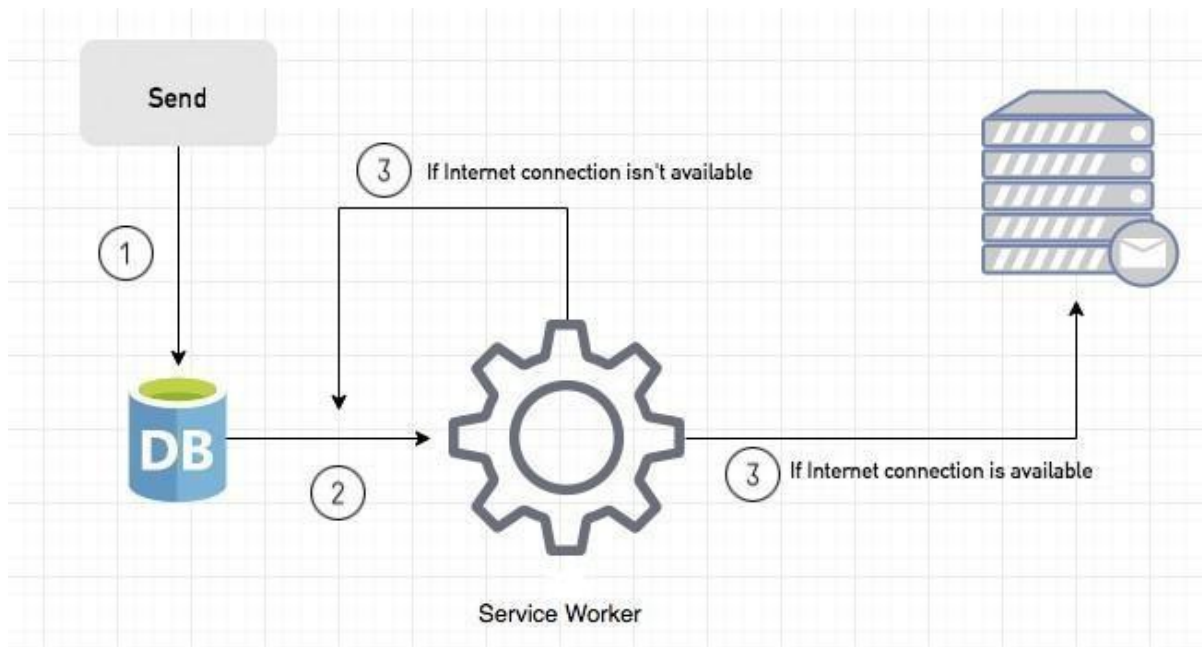 Send
3
If Internet connection isn't available
1
DB
2
3
If Internet connection is available
Service Worker